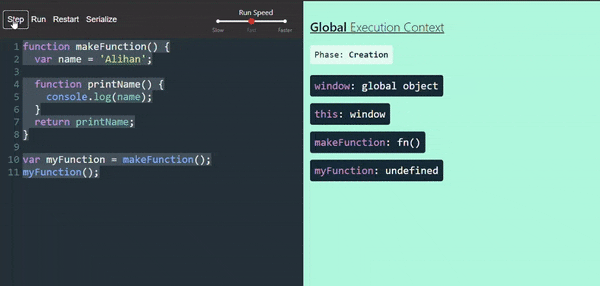 Step Run Restart Serialize
Run Speed
Slow Fast Faster
1 function makeFunction() {
2 var name = 'Alihan';
3
4 function printName() {
5 console.log(name);
6 }
7 return printName;
8 }
9
10 var myFunction = makeFunction();
11 myFunction();
Global Execution Context
Phase: Creation
window: global object
this: window
makeFunction: fn()
myFunction: undefined